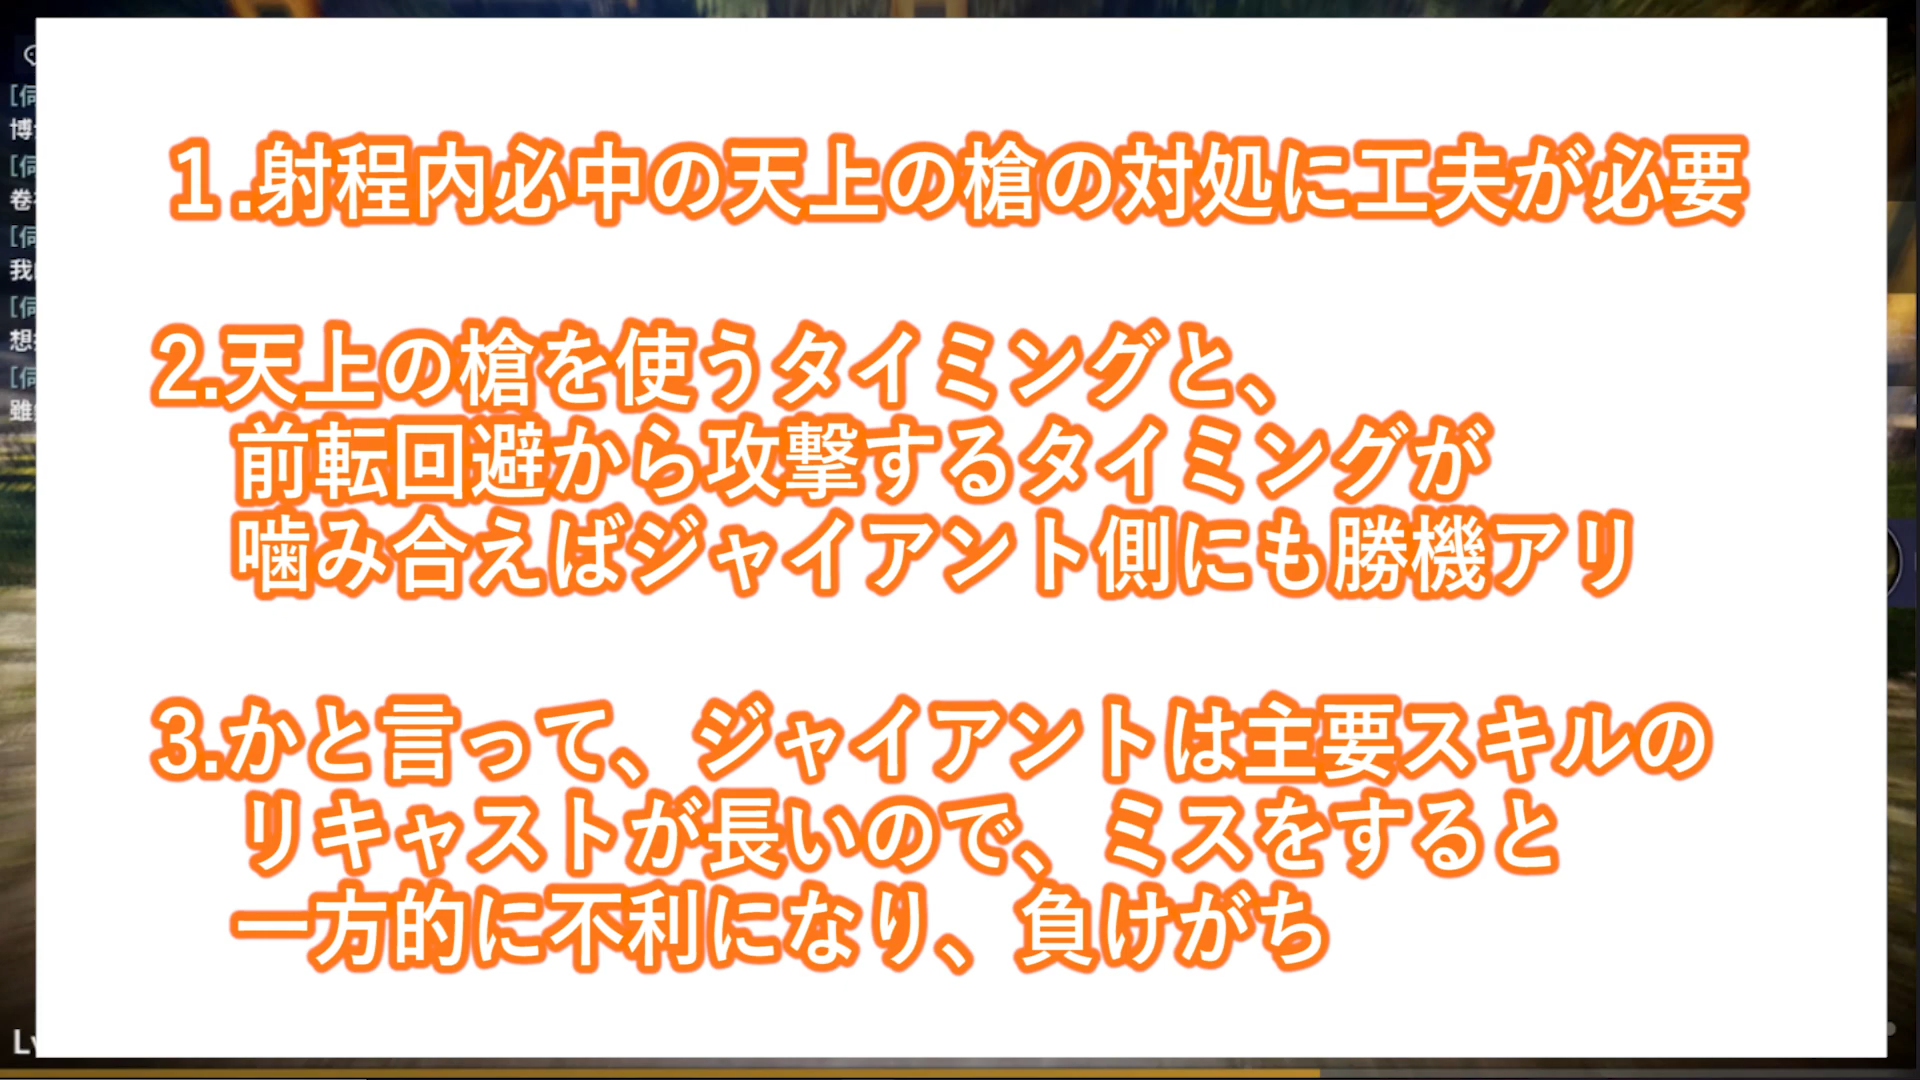 1.射程内必中の天上の槍の対処に工夫が必要
2.天上の槍を使うタイミングと、
前転回避から攻撃するタイミングが
噛み合えばジャイアント側にも勝機アリ
3.かと言って、ジャイアントは主要スキルの
リキャストが長いので、ミスをすると
一方的に不利になり、負けがち